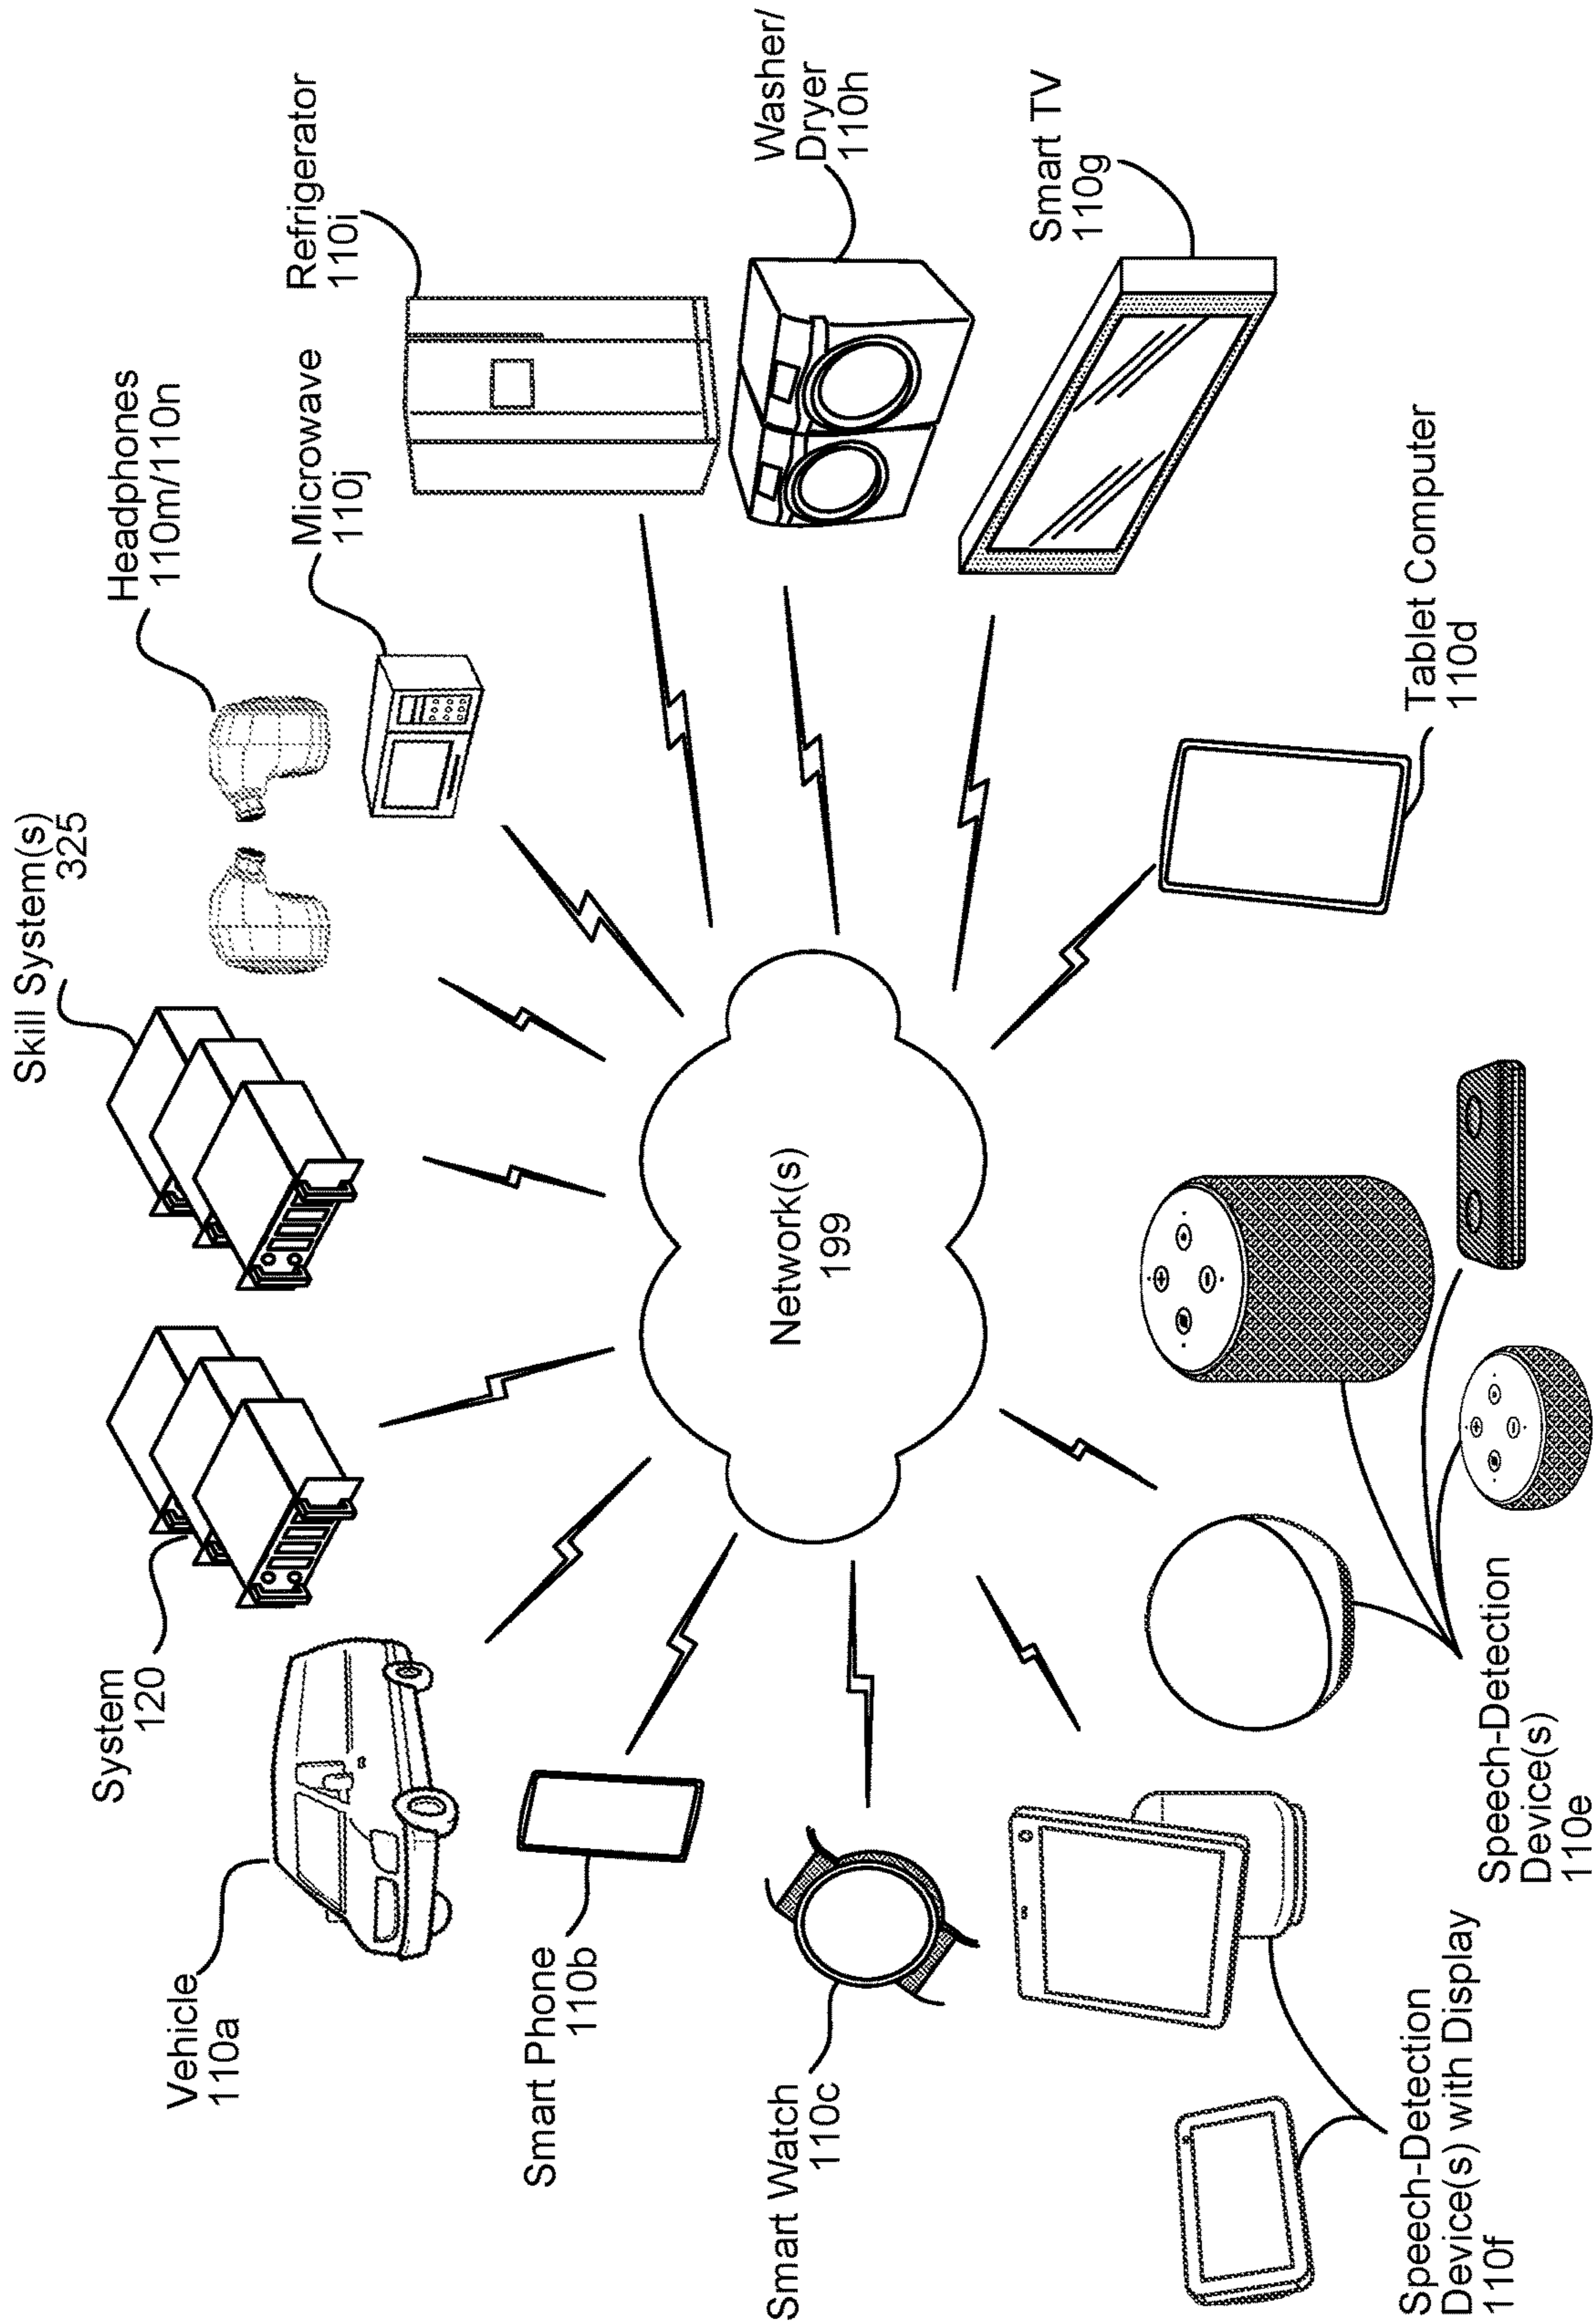 Skill System(s)
325
System
120
Headphones
110m/110n
Vehicle
110a
Microwave
110j
Refrigerator
110i
Smart Phone
110b
Network(s)
199
Washer/
Dryer
110h
Smart Watch
110c
Smart TV
110g
Speech-Detection
Device(s) with Display
110f
Speech-Detection
Device(s)
110e
Tablet Computer
110d